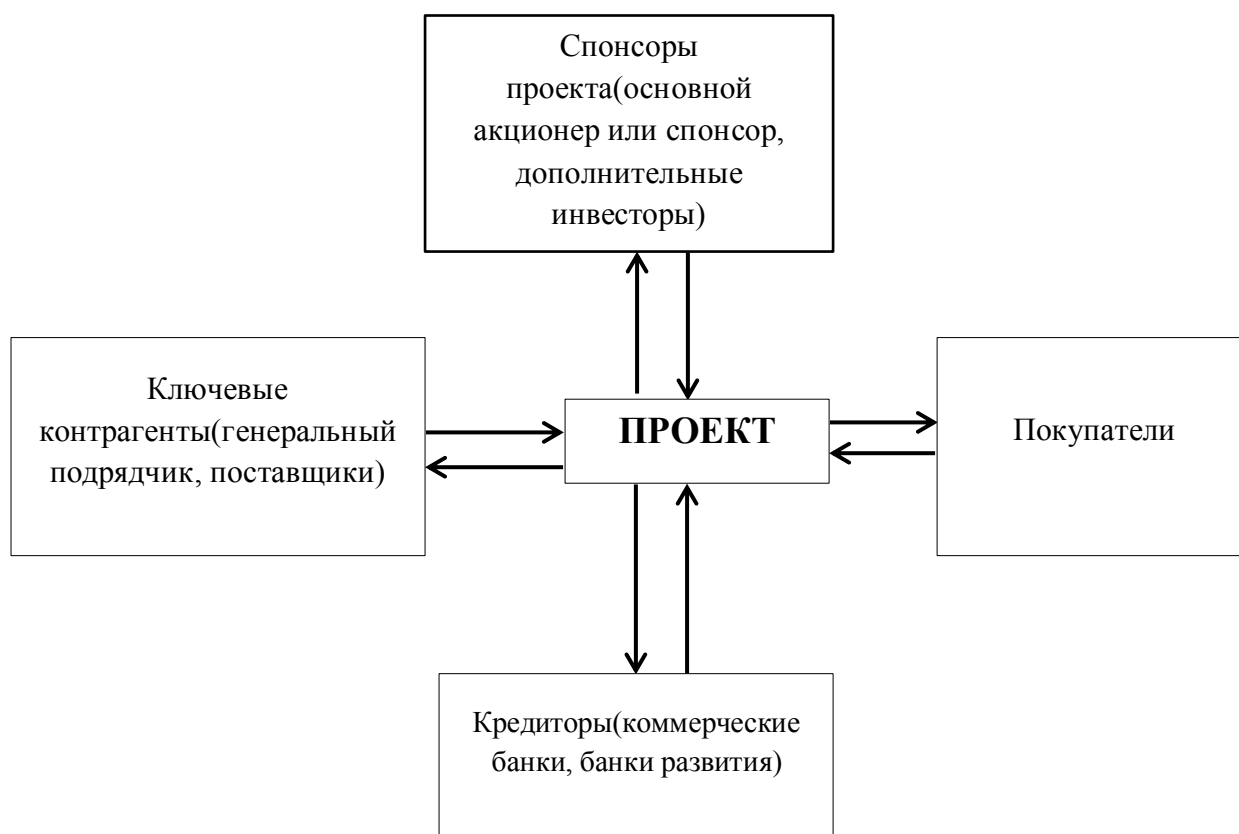 Спонсоры
проекта(основной
акционер или спонсор,
дополнительные
инвесторы)
Ключевые
контрагенты(генеральный
подрядчик, поставщики)
ПРОЕКТ
Покупатели
Кредиторы(коммерческие
банки, банки развития)